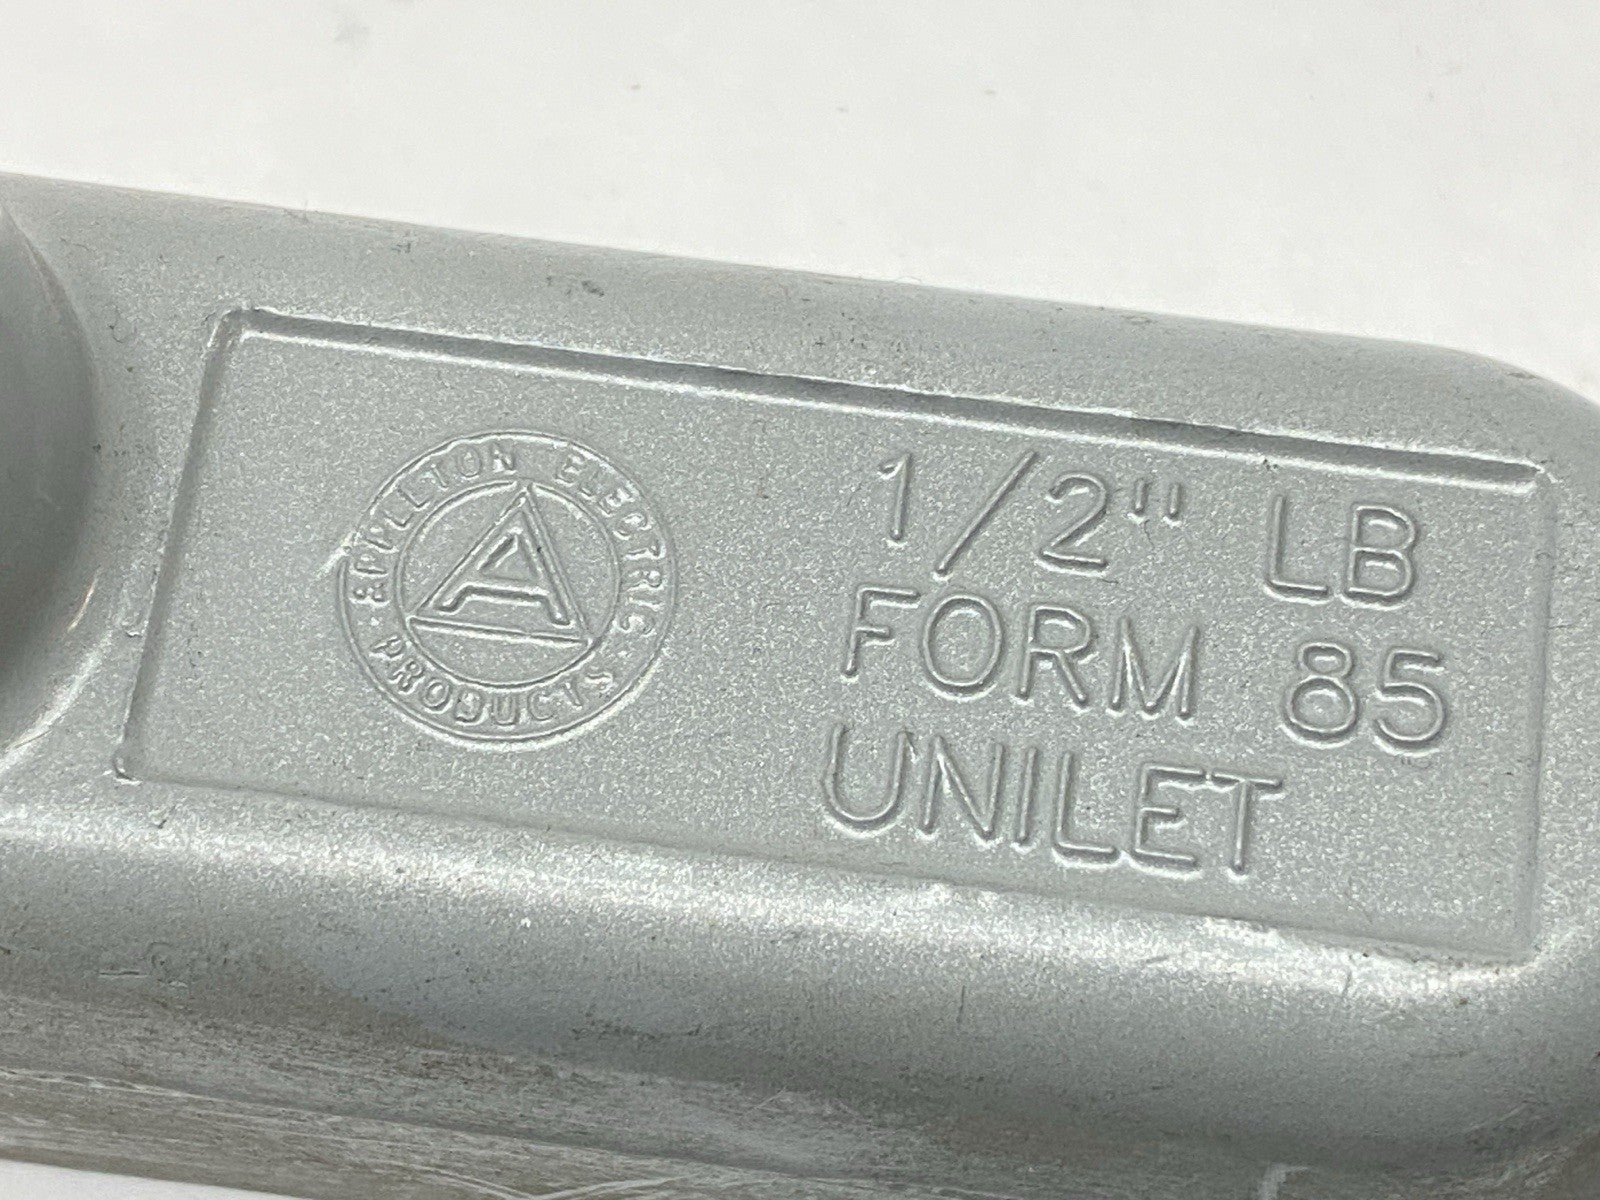 APPLETON ELECTRIC
PRODUCTS
A
1/2" LB
FORM 85
UNILET